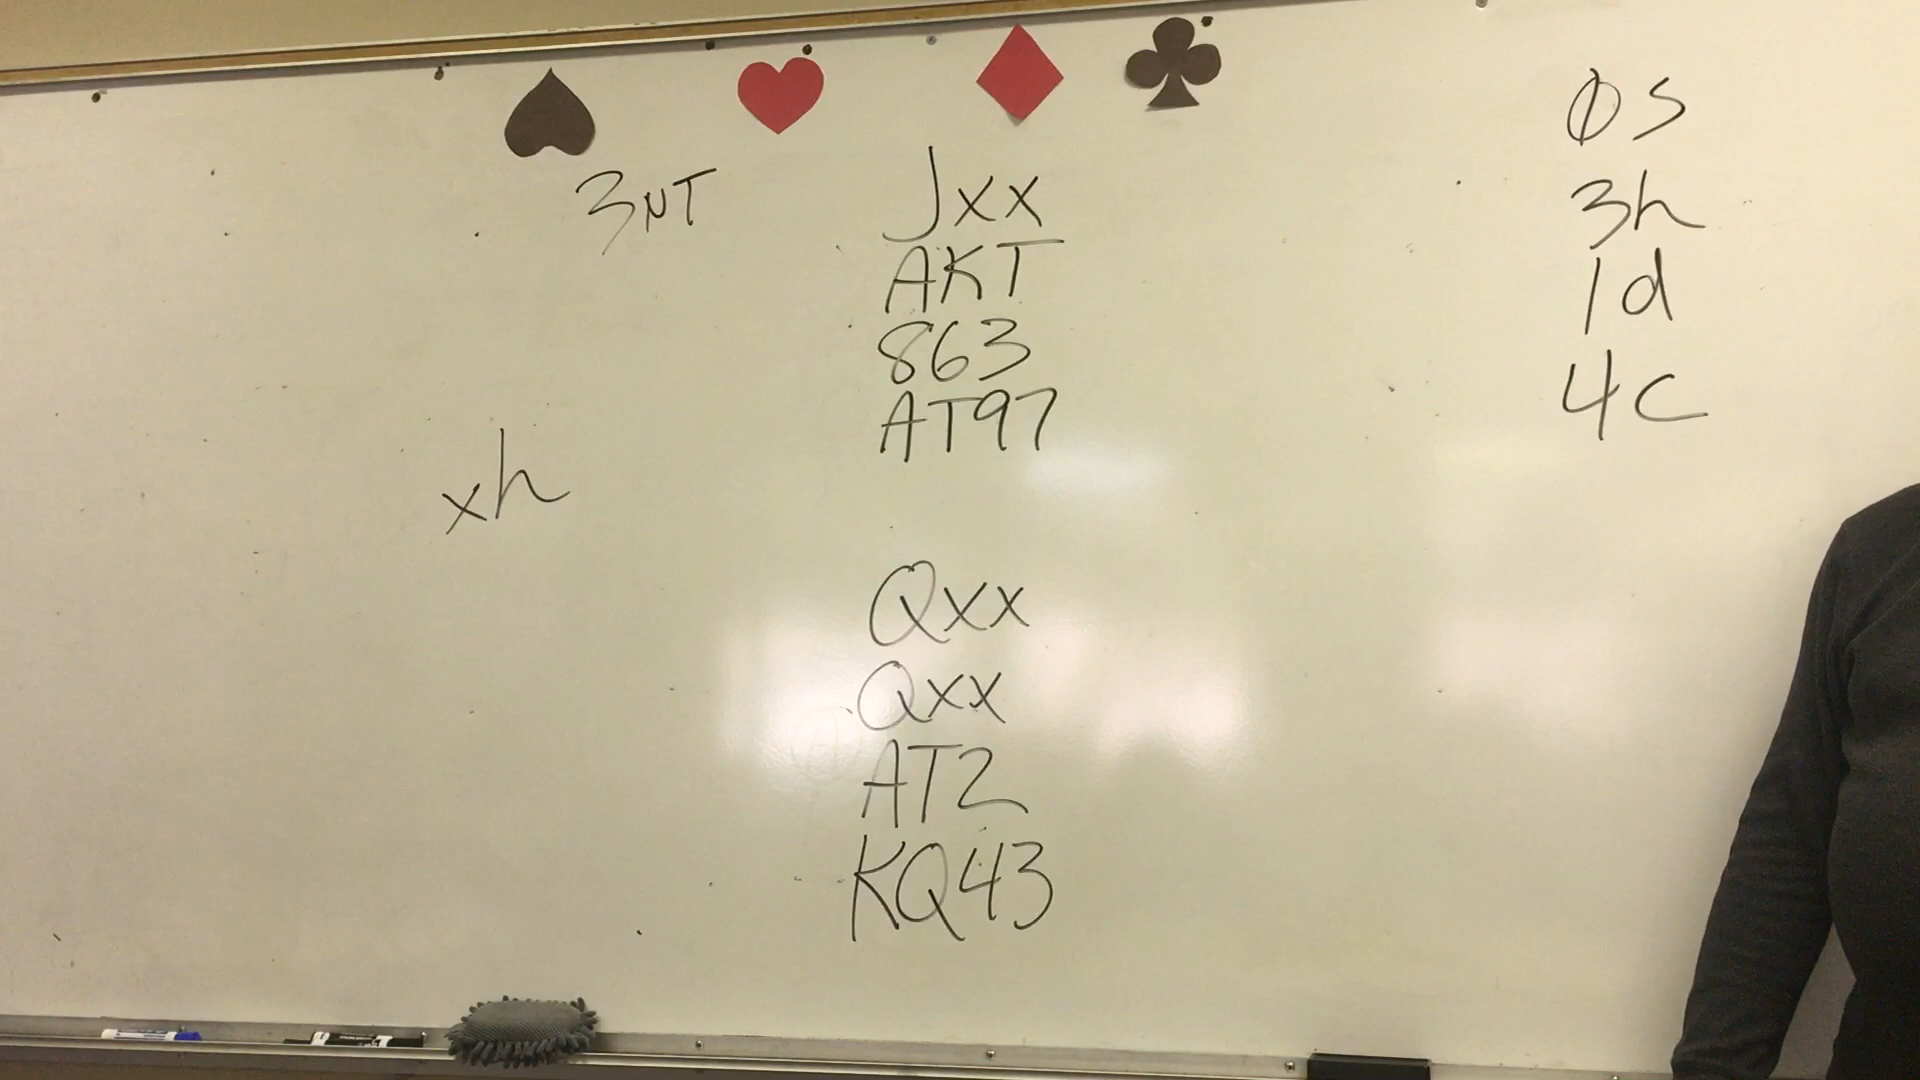 3NT
Jxx
AKT
863
AT97
xh
Qxx
Qxx
AT2
KQ43
0s
3h
1d
4c